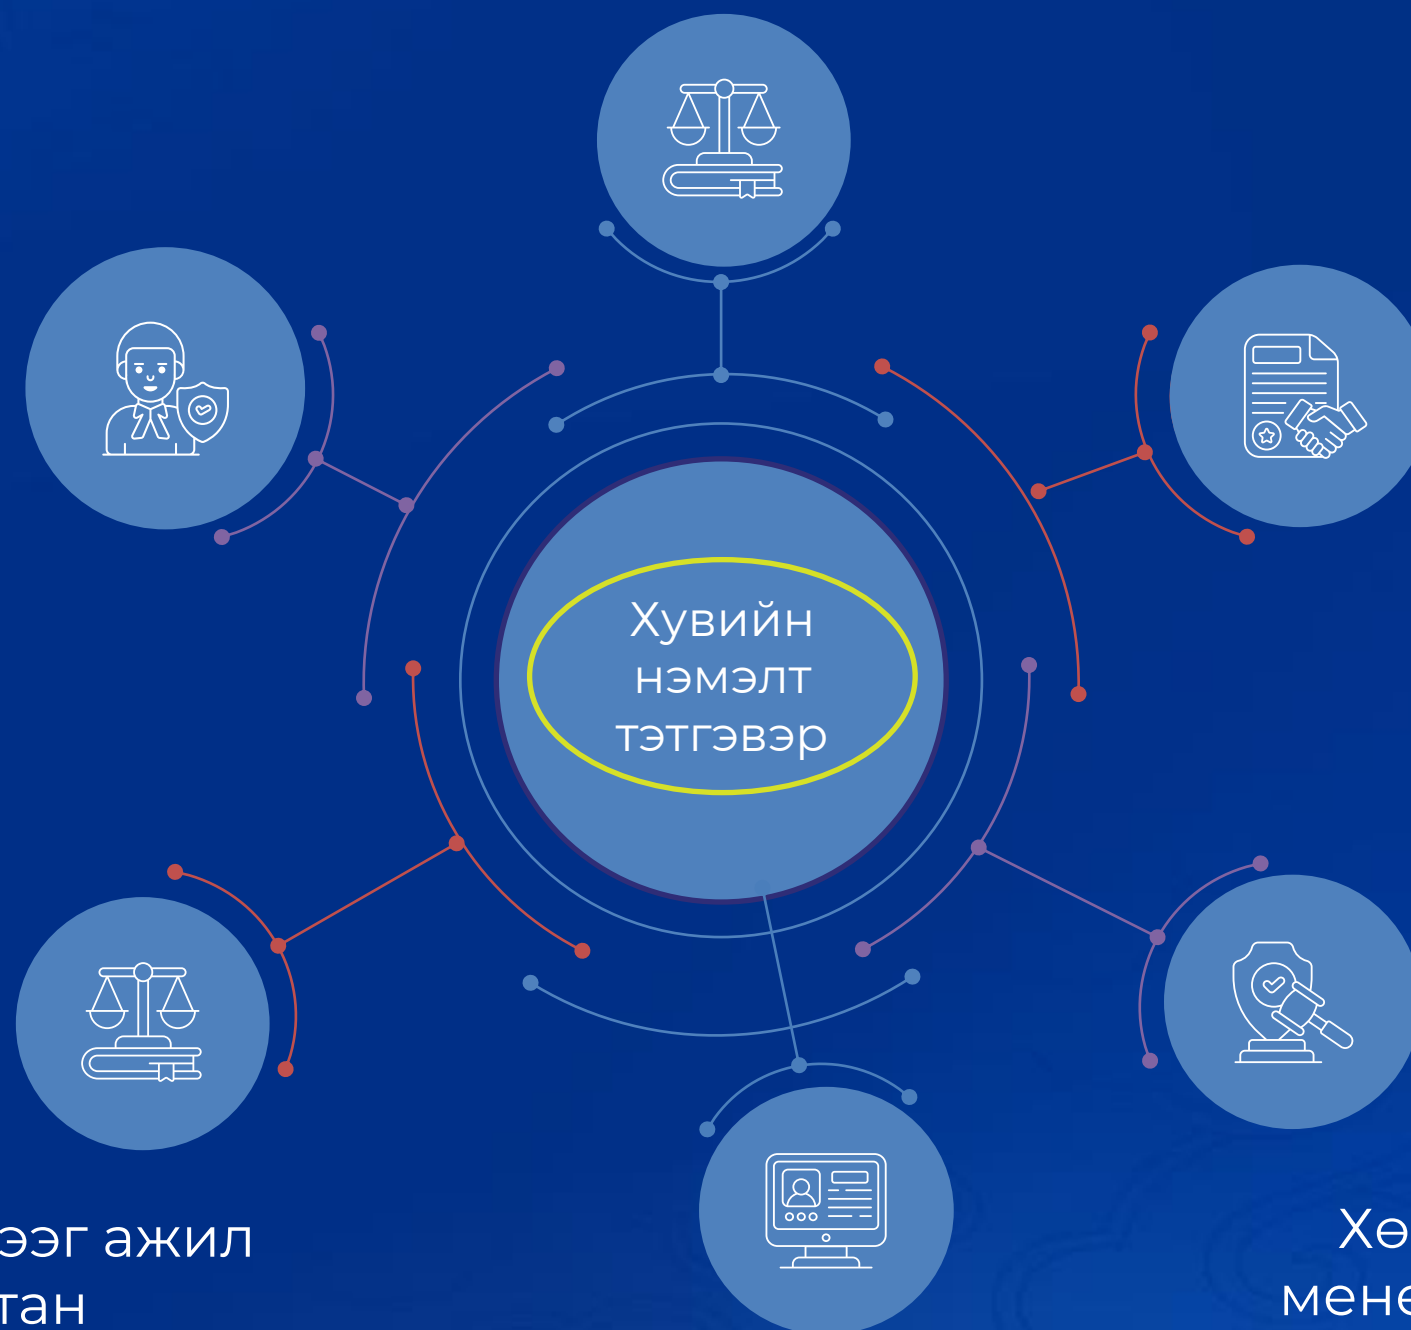 Хувийн
нэмэлт
тэтгэвэр
ээг ажил
тан
Хө
мене